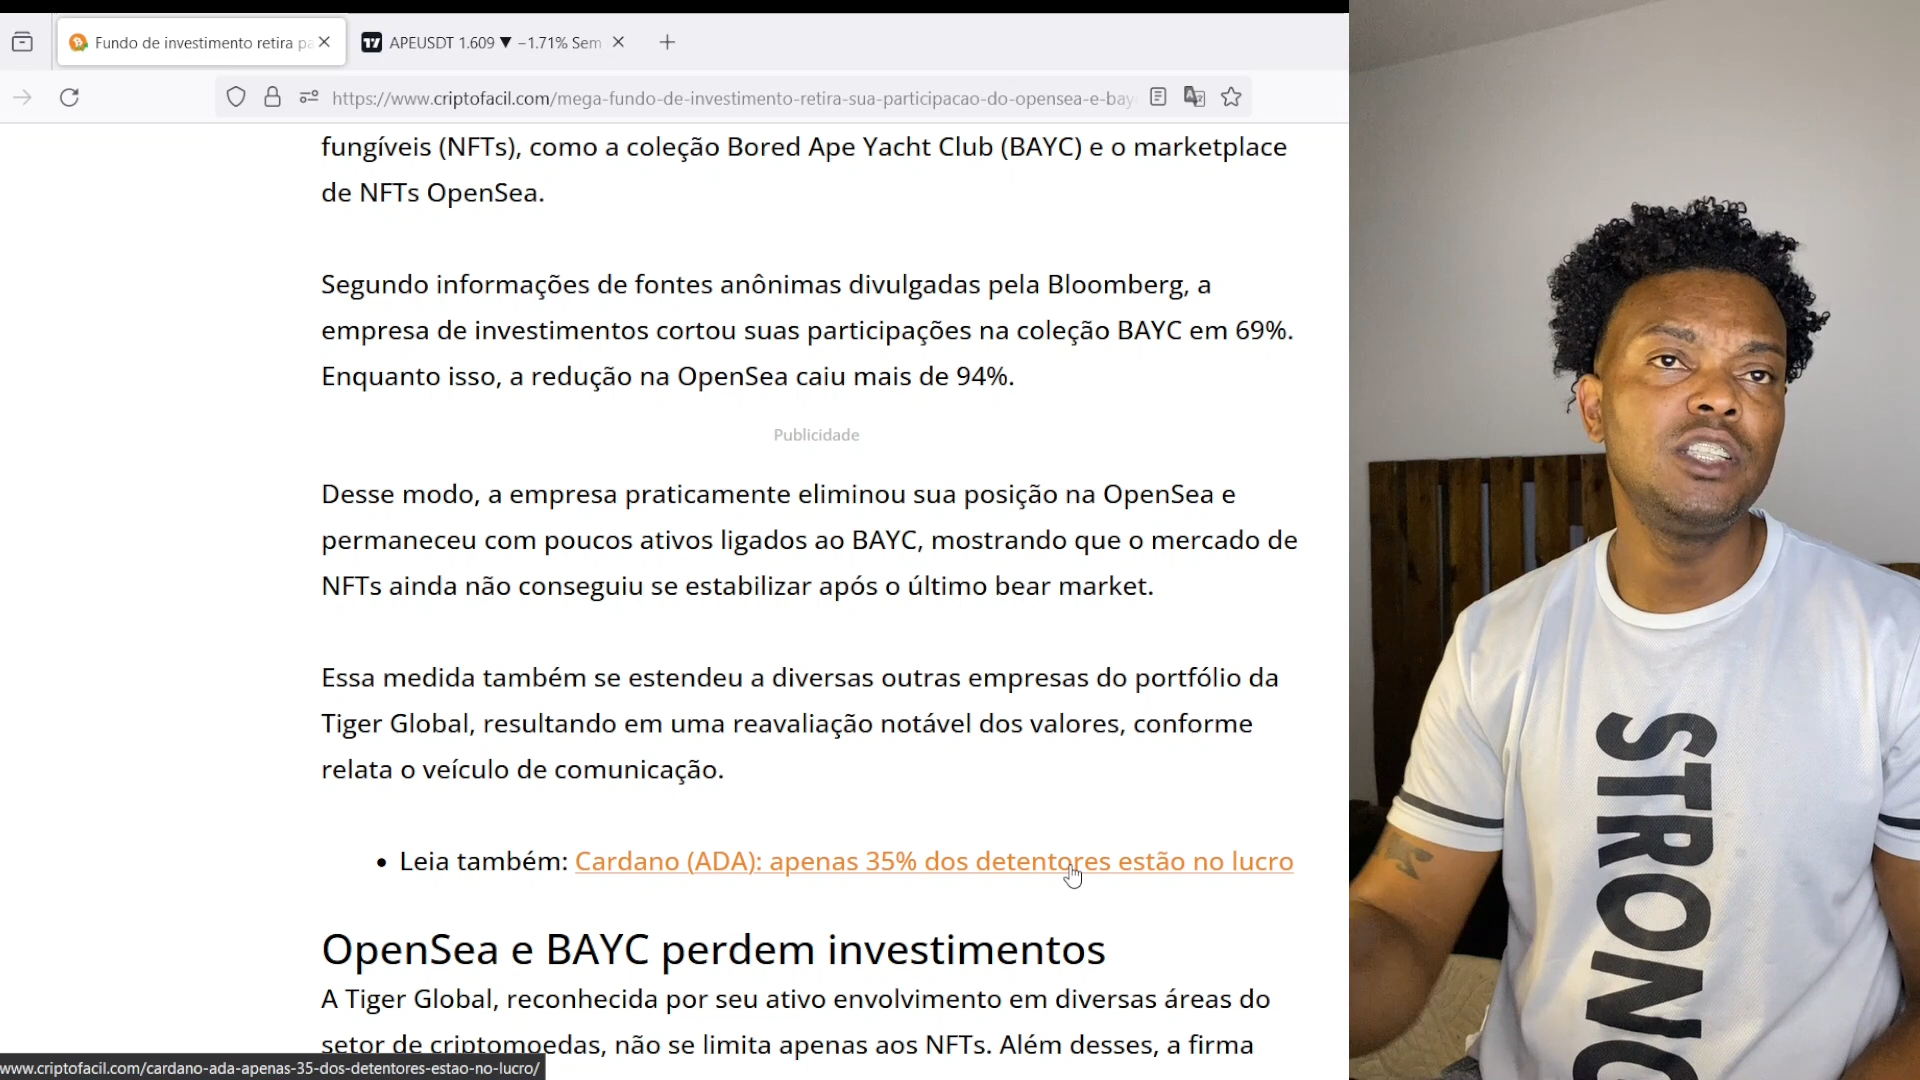 Fundo de investimento retira pa
APEUSDT 1.609 ▼ −1.71% Sem
https://www.criptofacil.com/mega-fundo-de-investimento-retira-sua-participacao-do-opensea-e-bay
fungíveis (NFTs), como a coleção Bored Ape Yacht Club (BAYC) e o marketplace
de NFTs OpenSea.
Segundo informações de fontes anônimas divulgadas pela Bloomberg, a
empresa de investimentos cortou suas participações na coleção BAYC em 69%.
Enquanto isso, a redução na OpenSea caiu mais de 94%.
Publicidade
Desse modo, a empresa praticamente eliminou sua posição na OpenSea e
permaneceu com poucos ativos ligados ao BAYC, mostrando que o mercado de
NFTs ainda não conseguiu se estabilizar após o último bear market.
Essa medida também se estendeu a diversas outras empresas do portfólio da
Tiger Global, resultando em uma reavaliação notável dos valores, conforme
relata o veículo de comunicação.
• Leia também: Cardano (ADA): apenas 35% dos detentores estão no lucro
OpenSea e BAYC perdem investimentos
A Tiger Global, reconhecida por seu ativo envolvimento em diversas áreas do
setor de criptomoedas, não se limita apenas aos NFTs. Além desses, a firma
www.criptofacil.com/cardano-ada-apenas-35-dos-detentores-estao-no-lucro/
STRONG